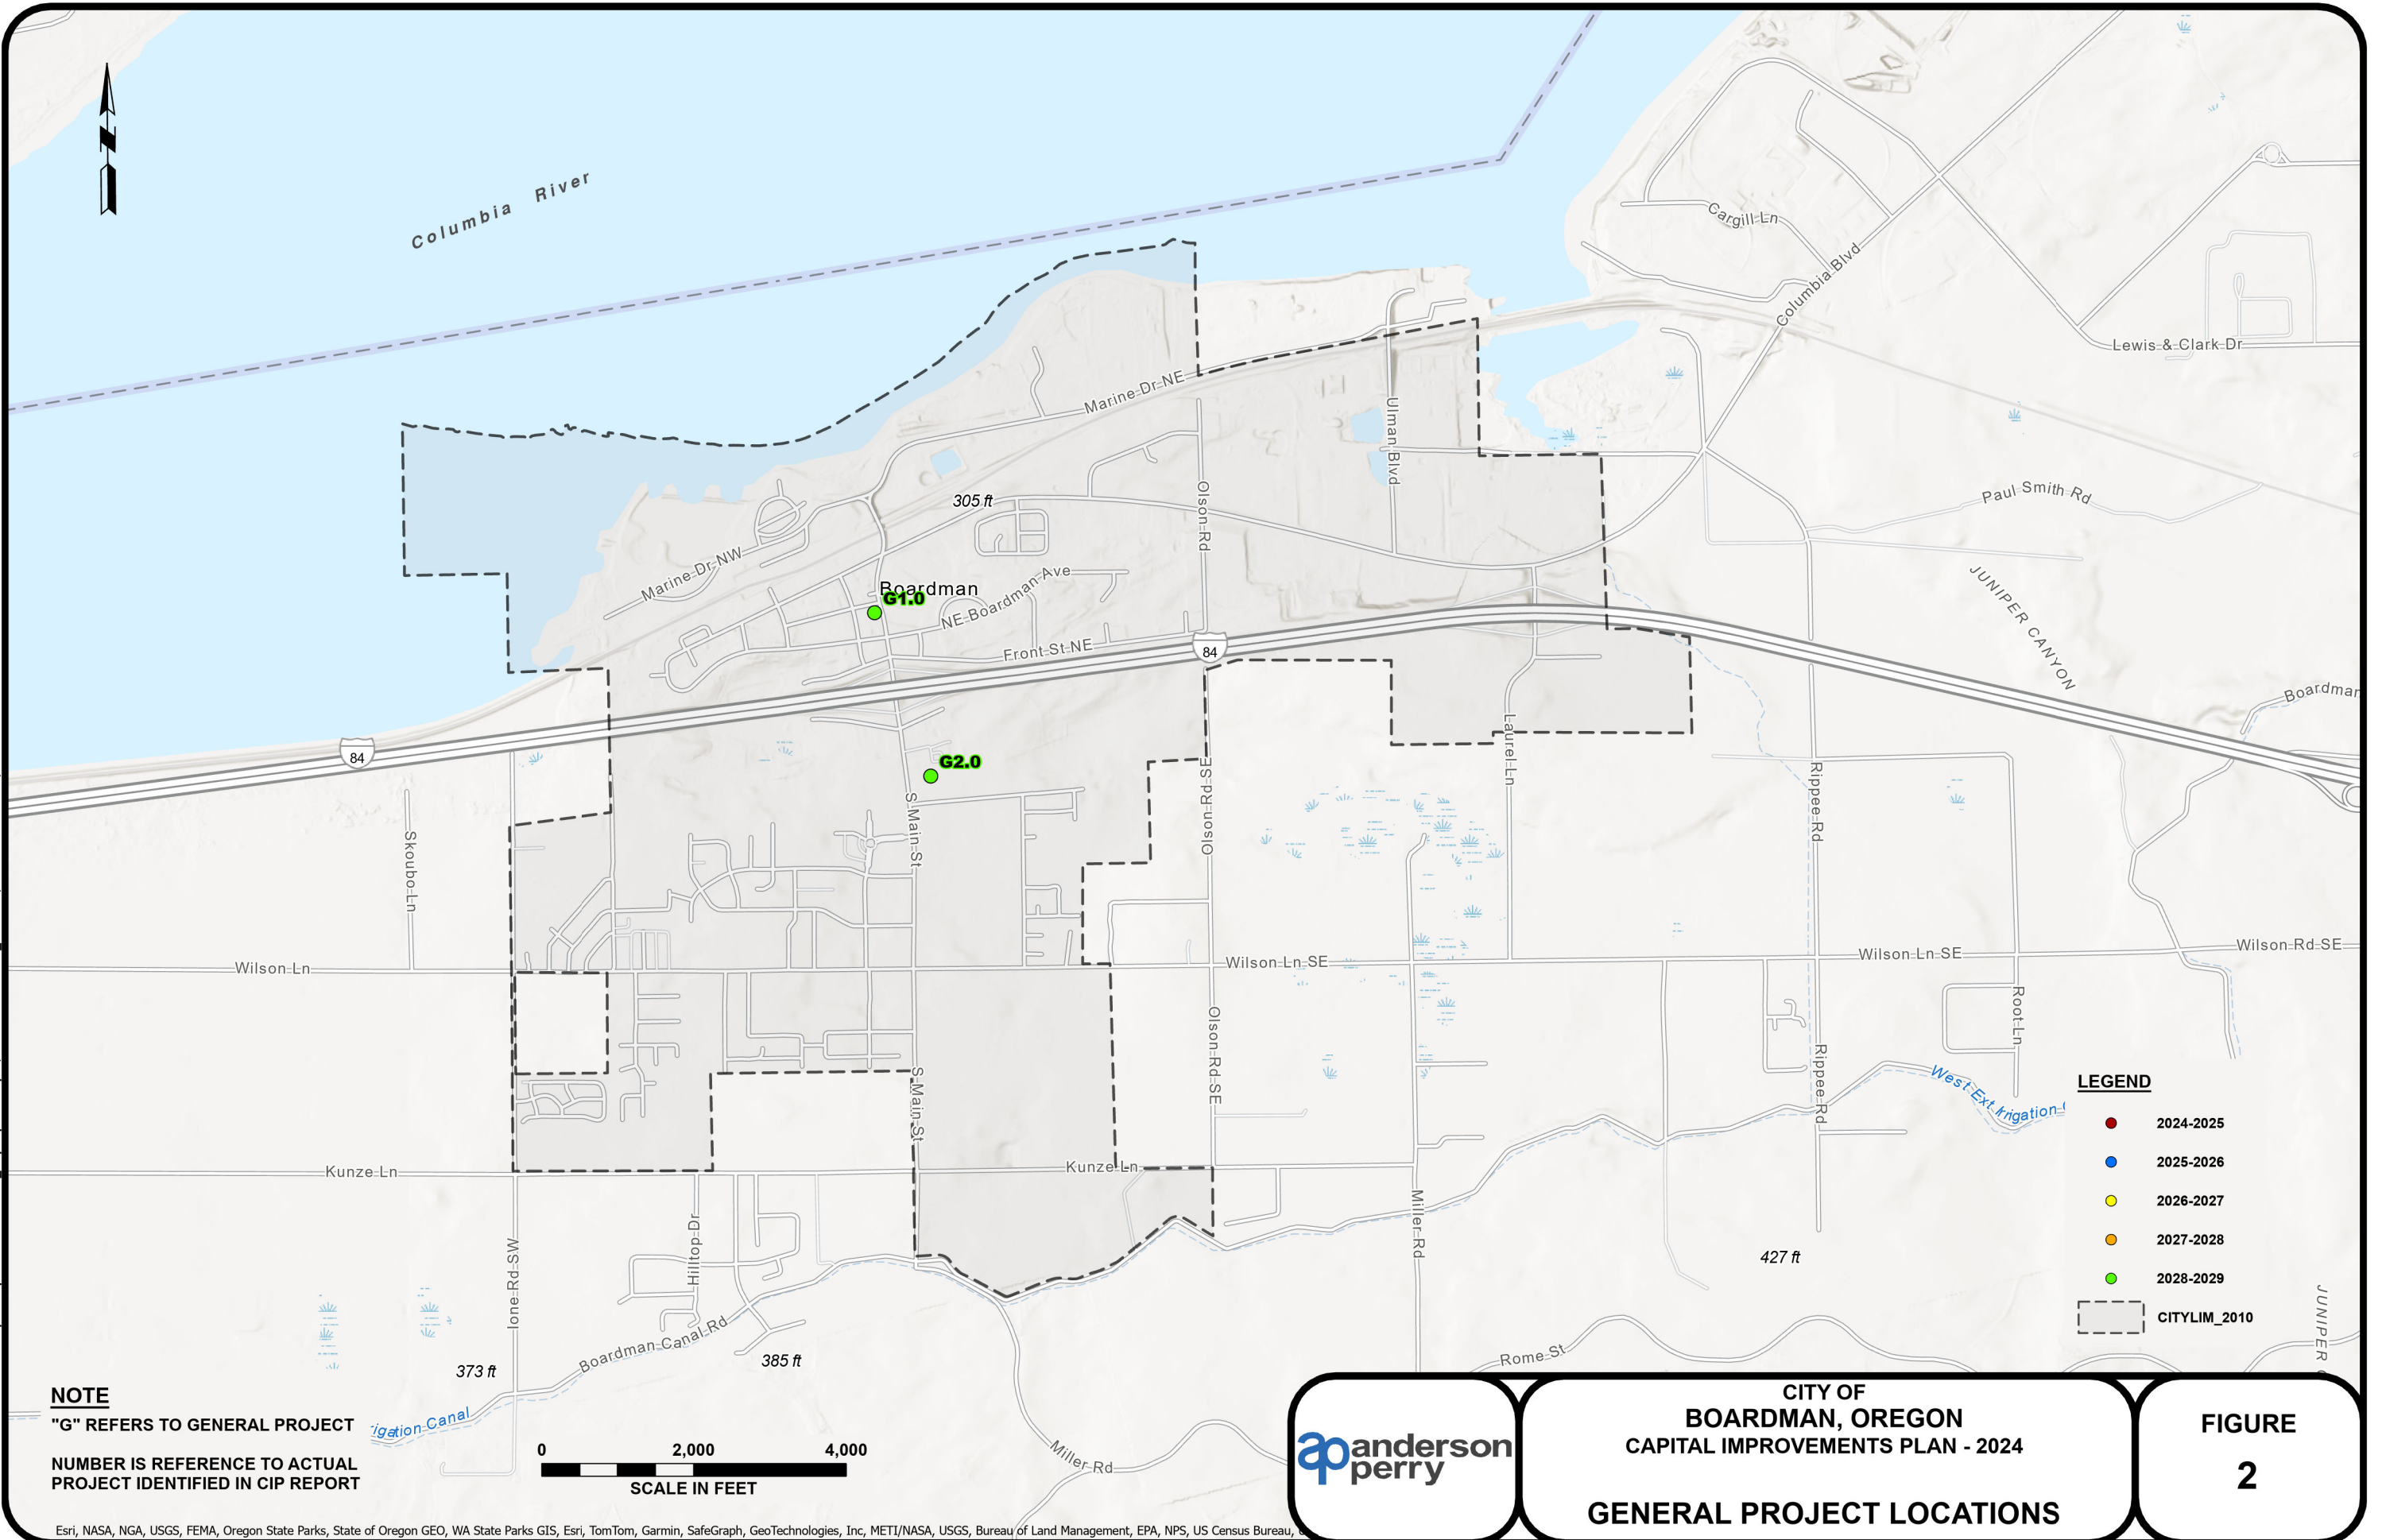 N
Columbia River
Cargill Ln
Columbia Blvd
Lewis & Clark Dr
Marine Dr NE
Ulman Blvd
Olson Rd
305 ft
Paul Smith Rd
Marine Dr NW
Boardman
G1.0
NE Boardman Ave
Front St NE
84
JUNIPER CANYON
Boardman
84
G2.0
Laurel Ln
S Main St
Olson Rd SE
Rippee Rd
Skoubo Ln
Wilson Ln
Wilson Ln SE
Wilson Ln SE
Wilson Rd SE
Olson Rd SE
Root Ln
S Main St
Rippee Rd
West Ext Irrigation
Kunze Ln
Kunze Ln
Ione Rd SW
Hilltop Dr
Miller Rd
427 ft
Boardman Canal Rd
385 ft
373 ft
Rome St
JUNIPER
Miller Rd
rigation Canal
LEGEND
2024-2025
2025-2026
2026-2027
2027-2028
2028-2029
CITYLIM_2010
NOTE
"G" REFERS TO GENERAL PROJECT
NUMBER IS REFERENCE TO ACTUAL
PROJECT IDENTIFIED IN CIP REPORT
0 2,000 4,000
SCALE IN FEET
ap anderson
perry
CITY OF
BOARDMAN, OREGON
CAPITAL IMPROVEMENTS PLAN - 2024
GENERAL PROJECT LOCATIONS
FIGURE
2
Esri, NASA, NGA, USGS, FEMA, Oregon State Parks, State of Oregon GEO, WA State Parks GIS, Esri, TomTom, Garmin, SafeGraph, GeoTechnologies, Inc, METI/NASA, USGS, Bureau of Land Management, EPA, NPS, US Census Bureau,